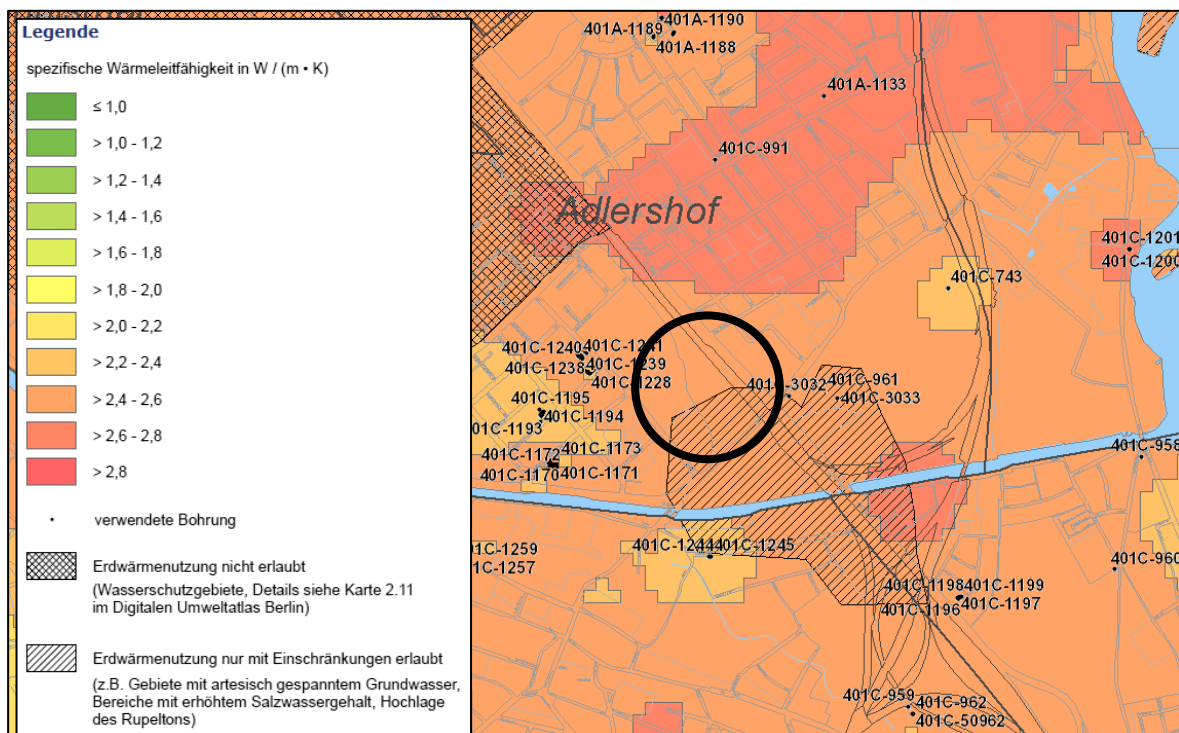 Legende
spezifische Wärmeleitfähigkeit in W / (m • K)
≤ 1,0
> 1,0 - 1,2
> 1,2 - 1,4
> 1,4 - 1,6
> 1,6 - 1,8
> 1,8 - 2,0
> 2,0 - 2,2
> 2,2 - 2,4
> 2,4 - 2,6
> 2,6 - 2,8
> 2,8
verwendete Bohrung
Erdwärmenutzung nicht erlaubt
(Wasserschutzgebiete, Details siehe Karte 2.11
im Digitalen Umweltatlas Berlin)
Erdwärmenutzung nur mit Einschränkungen erlaubt
(z.B. Gebiete mit artesisch gespanntem Grundwasser,
Bereiche mit erhöhtem Salzwassergehalt, Hochlage
des Rupeltons)
401A-1190
401A-1189
401A-1188
401A-1133
401C-991
Adlershof
401C-1201
401C-1200
401C-743
401C-1240
401C-1241
401C-1238
401C-1239
401C-1228
401C-3032
401C-961
401C-3033
401C-1195
401C-1194
401C-1193
401C-1172
401C-1173
401C-1170
401C-1171
401C-958
401C-1244
401C-1245
01C-1259
1C-1257
401C-960
401C-1198
401C-1199
401C-1196
401C-1197
401C-959
401C-962
401C-50962